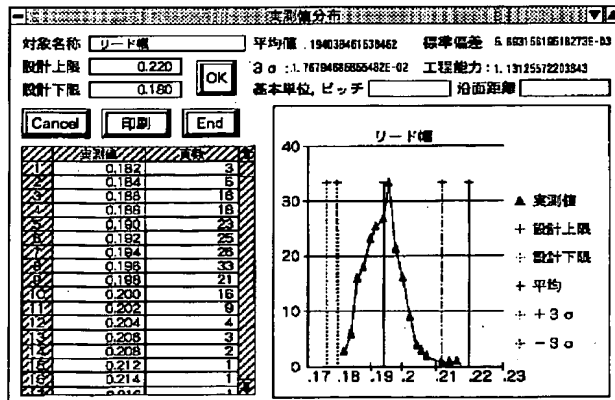 実測値分布
対象名称 リード幅 平均値 .194038461538462 標準偏差 5.89315619518273E-03
設計上限 0.220 OK 3σ:1.76794685855482E-02 工程能力:1.13125572203843
設計下限 0.180 基本単位,ピッチ 沿面距離
Cancel 印刷 End
実測値 頁数
1 0.182 3
2 0.184 6
3 0.186 16
4 0.188 18
5 0.190 23
6 0.192 25
7 0.194 26
8 0.196 33
9 0.198 21
10 0.200 16
11 0.202 9
12 0.204 4
13 0.206 3
14 0.208 2
15 0.212 1
16 0.214 1
リード幅
40
30
20
10
0
.17 .18 .19 .2 .21 .22 .23
実測値
設計上限
設計下限
平均
+3σ
-3σ